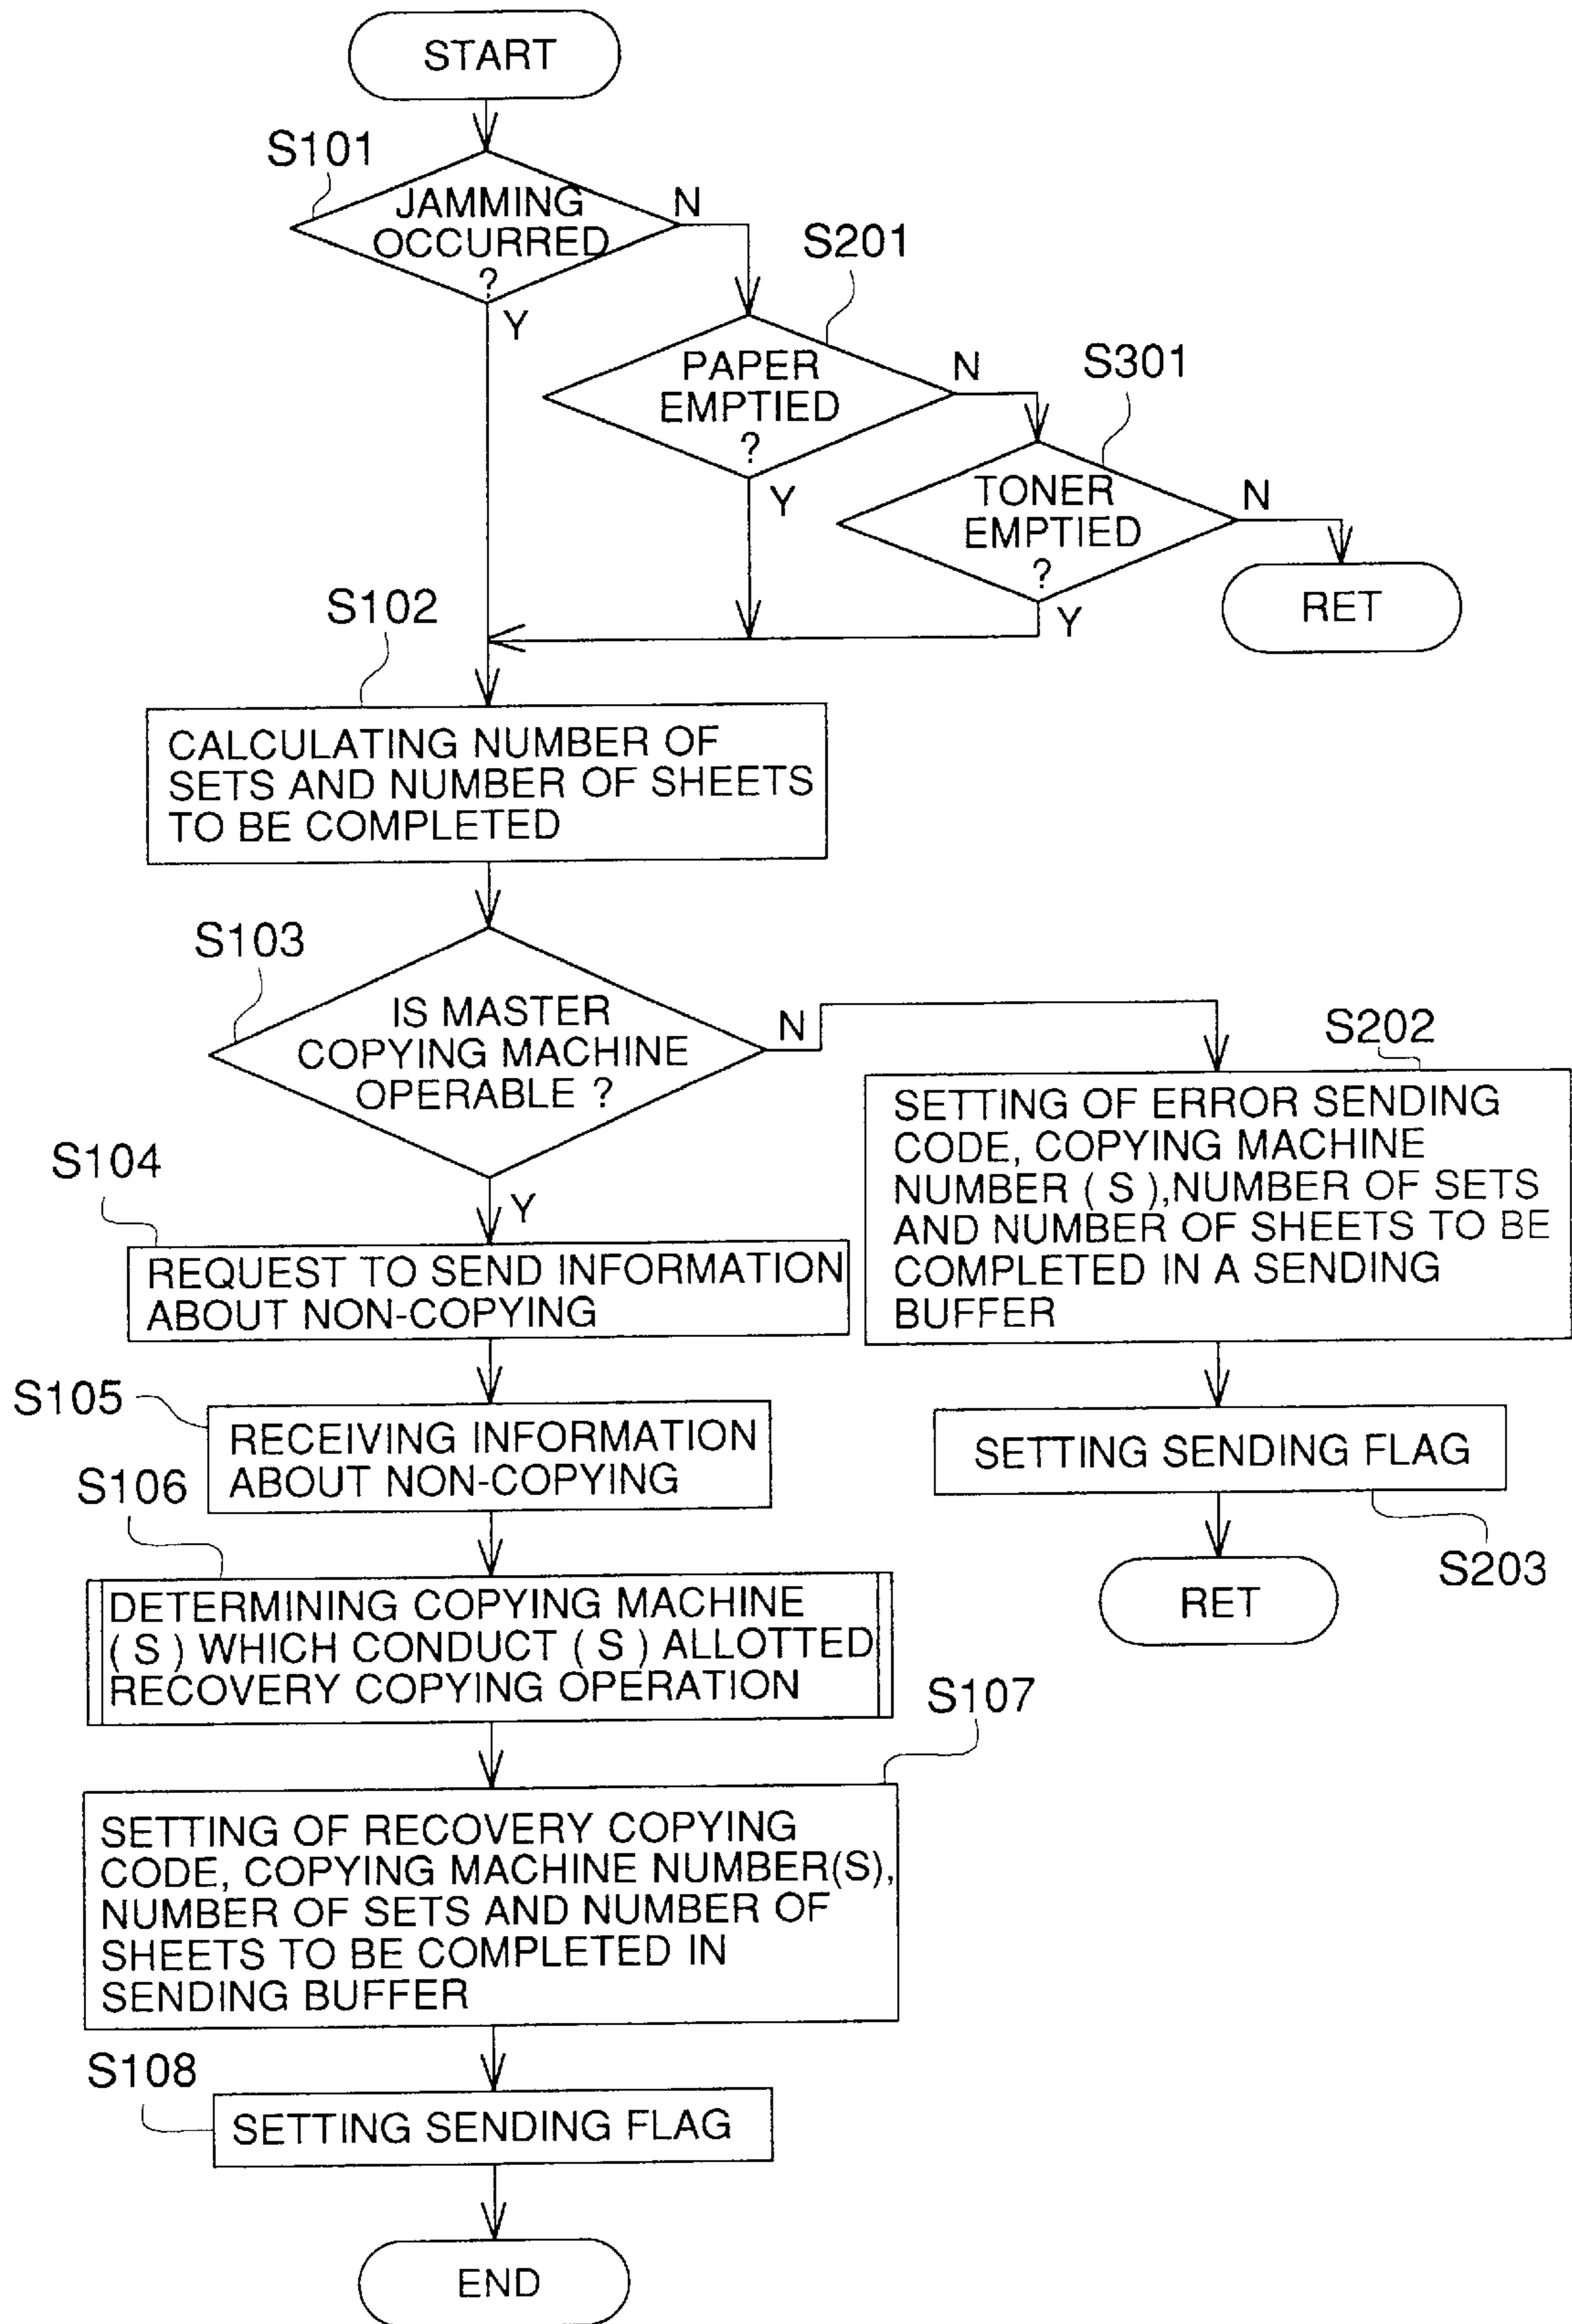 START
S101
JAMMING
OCCURRED
?
N
Y
S201
PAPER
EMPTIED
?
N
Y
S301
TONER
EMPTIED
?
N
Y
RET
S102
CALCULATING NUMBER OF
SETS AND NUMBER OF SHEETS
TO BE COMPLETED
S103
IS MASTER
COPYING MACHINE
OPERABLE ?
N
Y
S202
SETTING OF ERROR SENDING
CODE, COPYING MACHINE
NUMBER ( S ),NUMBER OF SETS
AND NUMBER OF SHEETS TO BE
COMPLETED IN A SENDING
BUFFER
SETTING SENDING FLAG
S203
RET
S104
REQUEST TO SEND INFORMATION
ABOUT NON-COPYING
S105
RECEIVING INFORMATION
ABOUT NON-COPYING
S106
DETERMINING COPYING MACHINE
( S ) WHICH CONDUCT ( S ) ALLOTTED
RECOVERY COPYING OPERATION
S107
SETTING OF RECOVERY COPYING
CODE, COPYING MACHINE NUMBER(S),
NUMBER OF SETS AND NUMBER OF
SHEETS TO BE COMPLETED IN
SENDING BUFFER
S108
SETTING SENDING FLAG
END